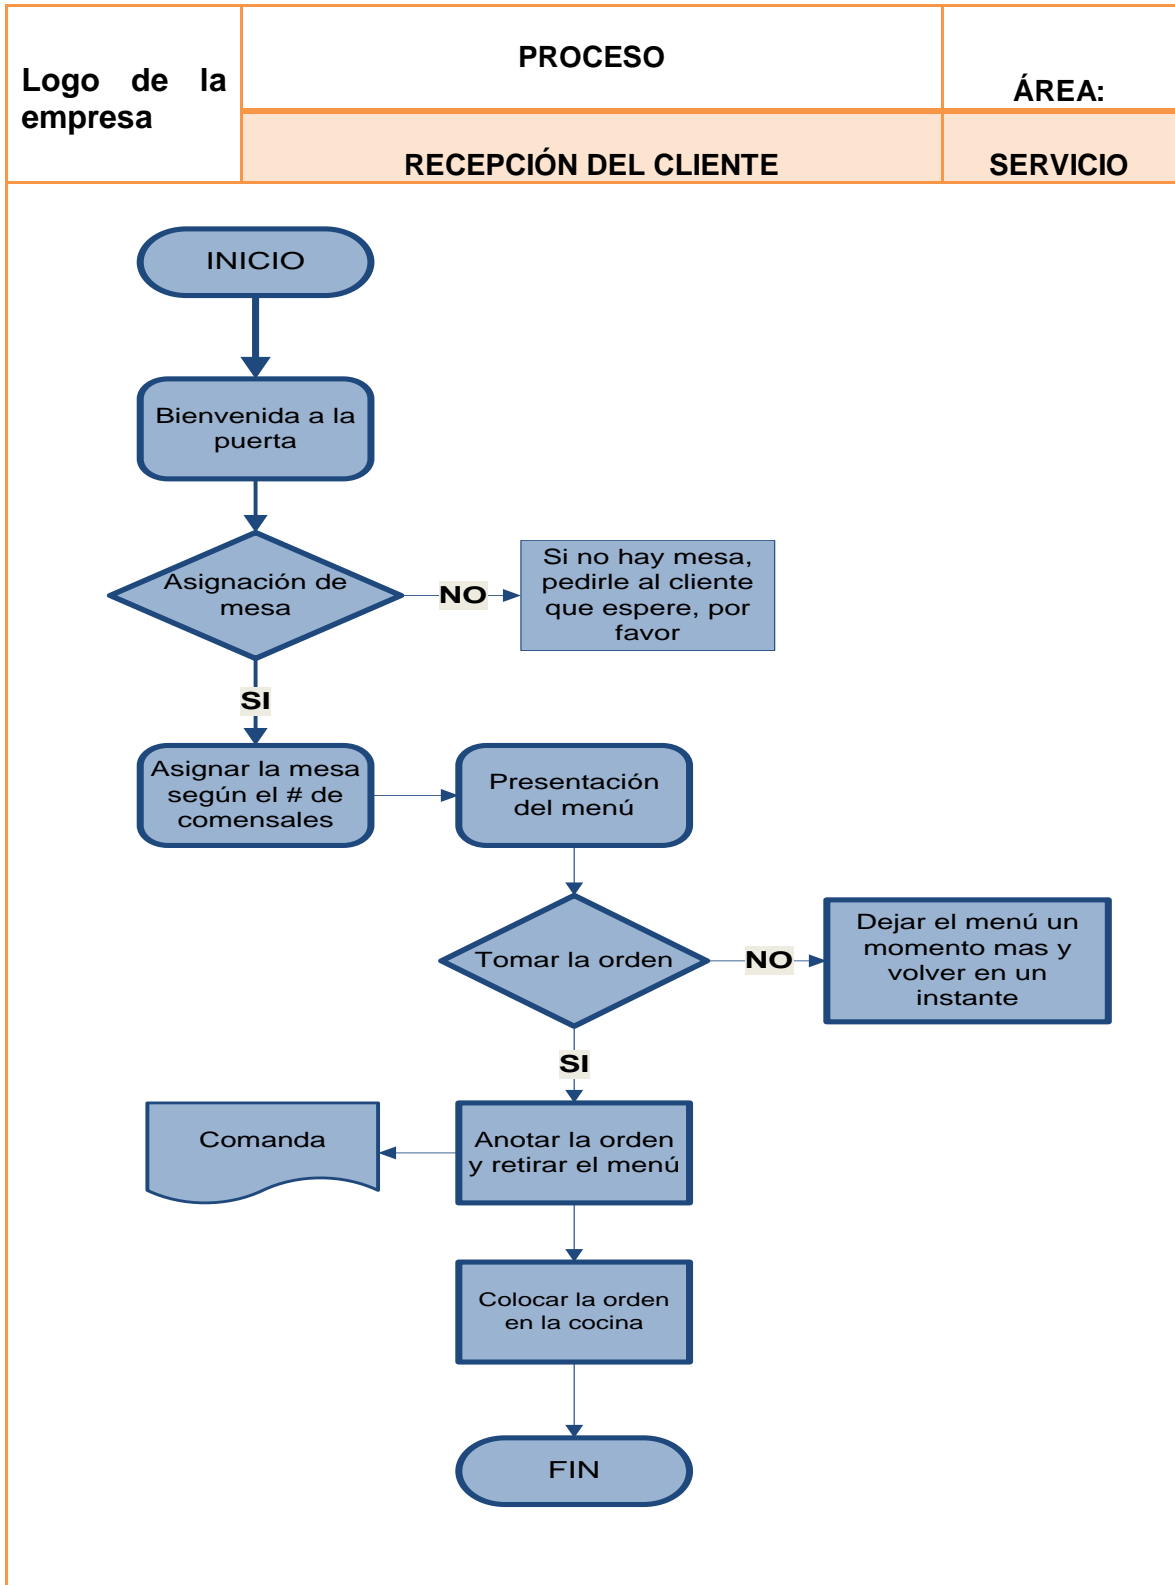 Logo de la
empresa
PROCESO
ÁREA:
RECEPCIÓN DEL CLIENTE
SERVICIO
INICIO
Bienvenida a la
puerta
Asignación de
mesa
NO
Si no hay mesa,
pedirle al cliente
que espere, por
favor
SI
Asignar la mesa
según el # de
comensales
Presentación
del menú
Tomar la orden
NO
Dejar el menú un
momento mas y
volver en un
instante
SI
Comanda
Anotar la orden
y retirar el menú
Colocar la orden
en la cocina
FIN